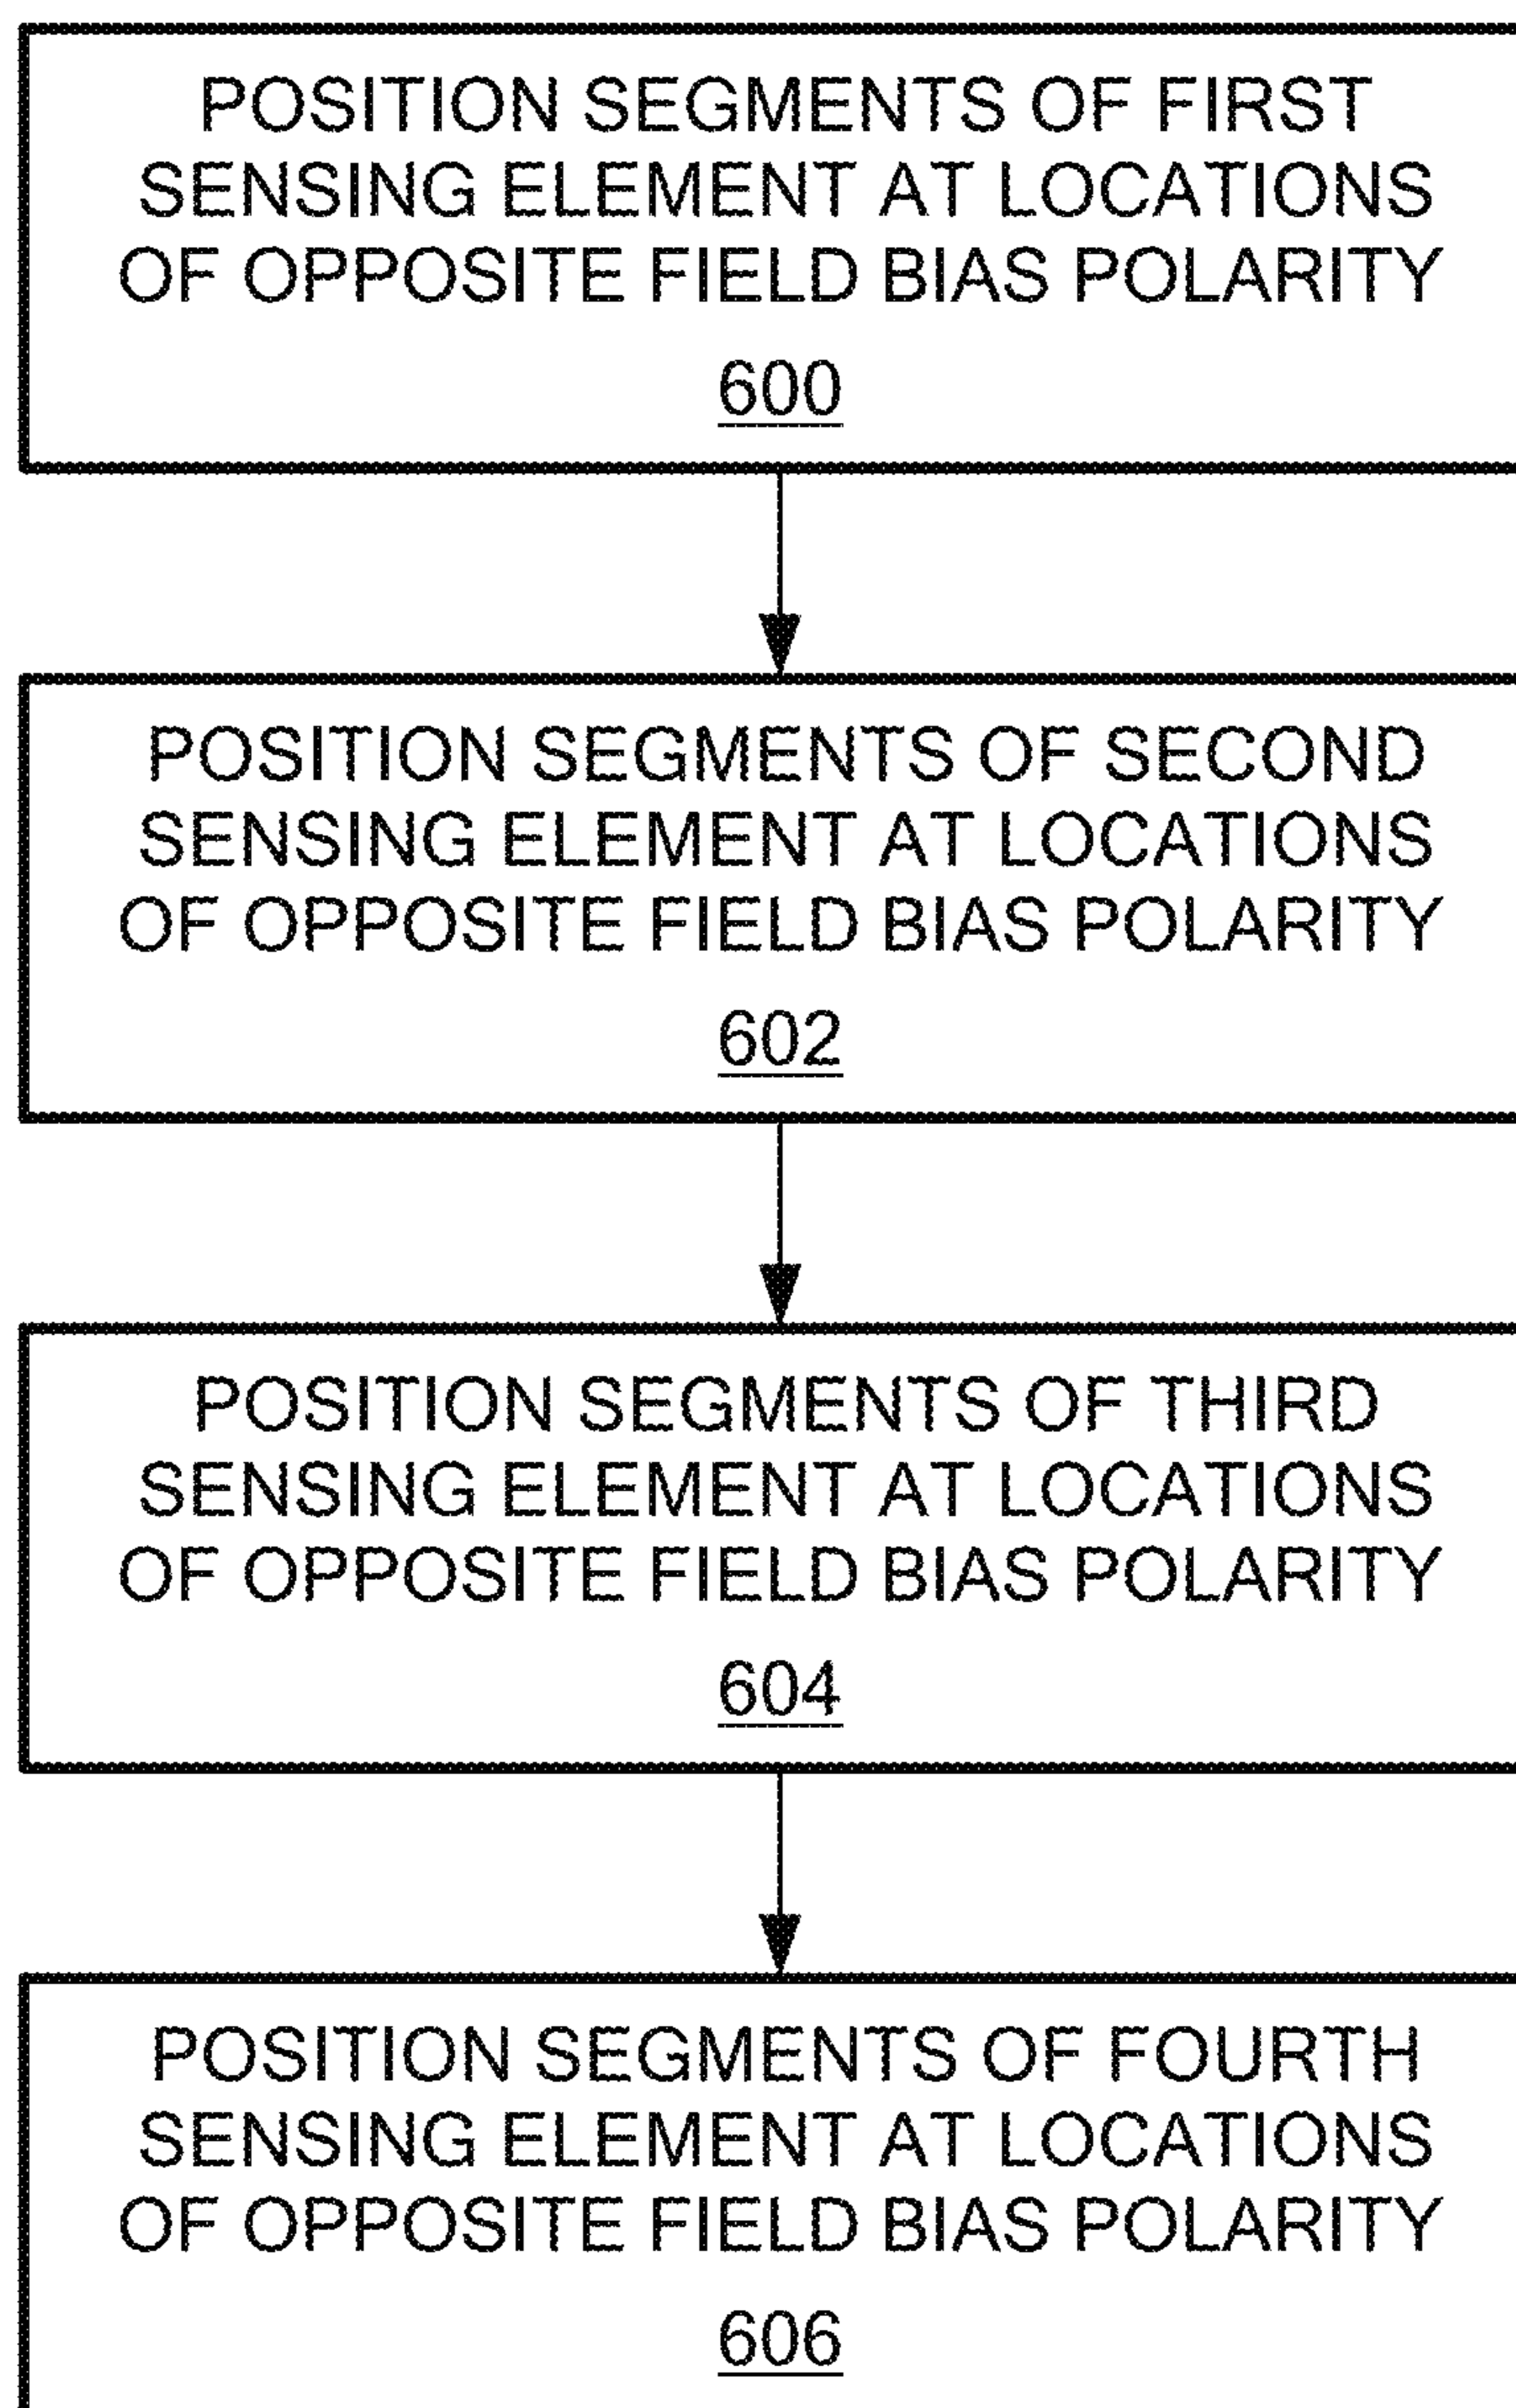 POSITION SEGMENTS OF FIRST
SENSING ELEMENT AT LOCATIONS
OF OPPOSITE FIELD BIAS POLARITY
600
POSITION SEGMENTS OF SECOND
SENSING ELEMENT AT LOCATIONS
OF OPPOSITE FIELD BIAS POLARITY
602
POSITION SEGMENTS OF THIRD
SENSING ELEMENT AT LOCATIONS
OF OPPOSITE FIELD BIAS POLARITY
604
POSITION SEGMENTS OF FOURTH
SENSING ELEMENT AT LOCATIONS
OF OPPOSITE FIELD BIAS POLARITY
606